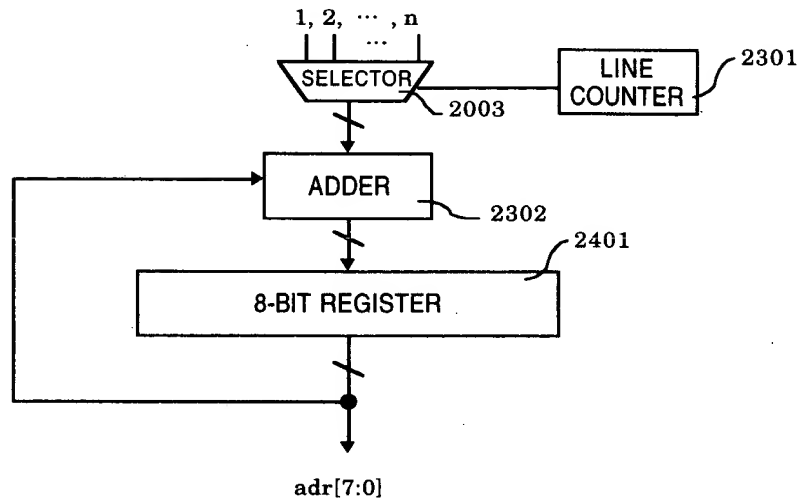 1, 2, ⋯ , n
⋯
SELECTOR
2003
LINE
COUNTER
2301
ADDER
2302
2401
8-BIT REGISTER
adr[7:0]